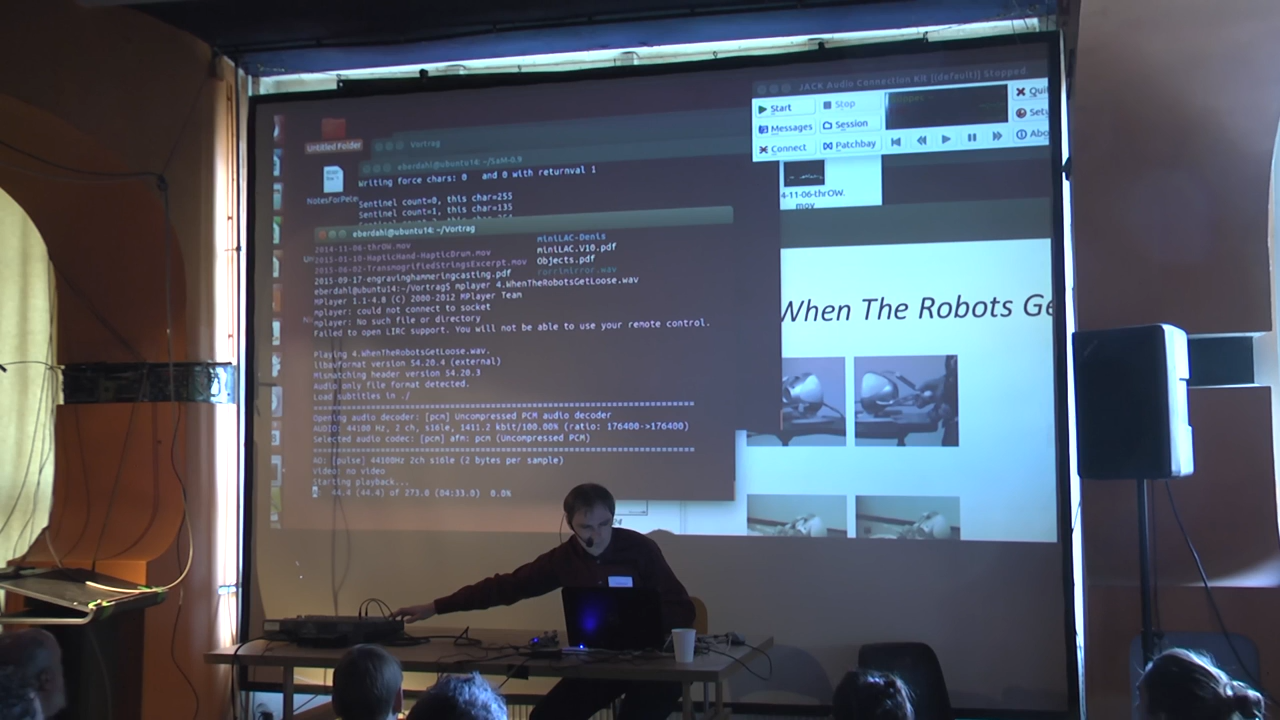 JACK Audio Connection Kit [(default)] Stopped
Start
Stop
Messages
Session
Connect
Patchbay
Untitled Folder
Vortrag
eberdahl@ubuntu14: ~/SaM-0.9
Writing force chars: 0 and 0 with returnval 1
NotesForPete
Sentinel count=0, this char=255
Sentinel count=1, this char=135
4-11-06-thrOW.
mov
eberdahl@ubuntu14: ~/Vortrag
2014-11-06-thrOW.mov
miniLAC-Denis
2013-01-10-HapticHand-HapticDrum.mov
miniLAC.V10.pdf
2015-06-02-TransmogrifiedStringsExcerpt.mov
Objects.pdf
2015-09-17-engravinghammeringcasting.pdf
rorrimirror.wav
eberdahl@ubuntu14:~/Vortrag$ mplayer 4.WhenTheRobotsGetLoose.wav
MPlayer 1.1-4.8 (C) 2000-2012 MPlayer Team
mplayer: could not connect to socket
mplayer: No such file or directory
Failed to open LIRC support. You will not be able to use your remote control.
Playing 4.WhenTheRobotsGetLoose.wav.
libavformat version 54.20.4 (external)
Mismatching header version 54.20.3
Audio only file format detected.
Load subtitles in ./
==========================================================================
Opening audio decoder: [pcm] Uncompressed PCM audio decoder
AUDIO: 44100 Hz, 2 ch, s16le, 1411.2 kbit/100.00% (ratio: 176400->176400)
Selected audio codec: [pcm] afm: pcm (Uncompressed PCM)
==========================================================================
AO: [pulse] 44100Hz 2ch s16le (2 bytes per sample)
Video: no video
Starting playback...
A: 44.4 (44.4) of 273.0 (04:33.0) 0.0%
When The Robots Ge